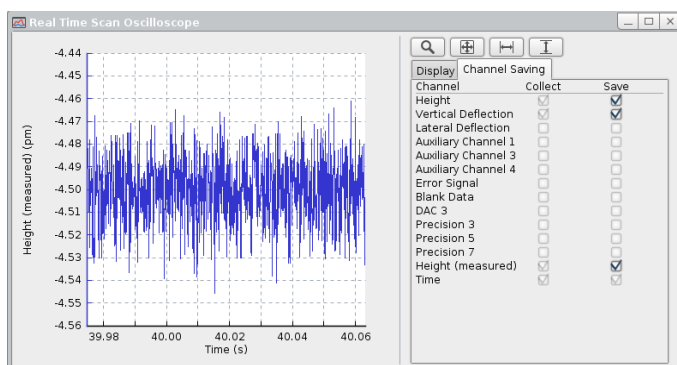 Real Time Scan Oscilloscope
-4.44
-4.45
-4.46
-4.47
-4.48
-4.49
-4.50
-4.51
-4.52
-4.53
-4.54
-4.55
-4.56
Height (measured) (pm)
39.98 40.00 40.02 40.04 40.06
Time (s)
Display Channel Saving
Channel Collect Save
Height
Vertical Deflection
Lateral Deflection
Auxiliary Channel 1
Auxiliary Channel 3
Auxiliary Channel 4
Error Signal
Blank Data
DAC 3
Precision 3
Precision 5
Precision 7
Height (measured)
Time